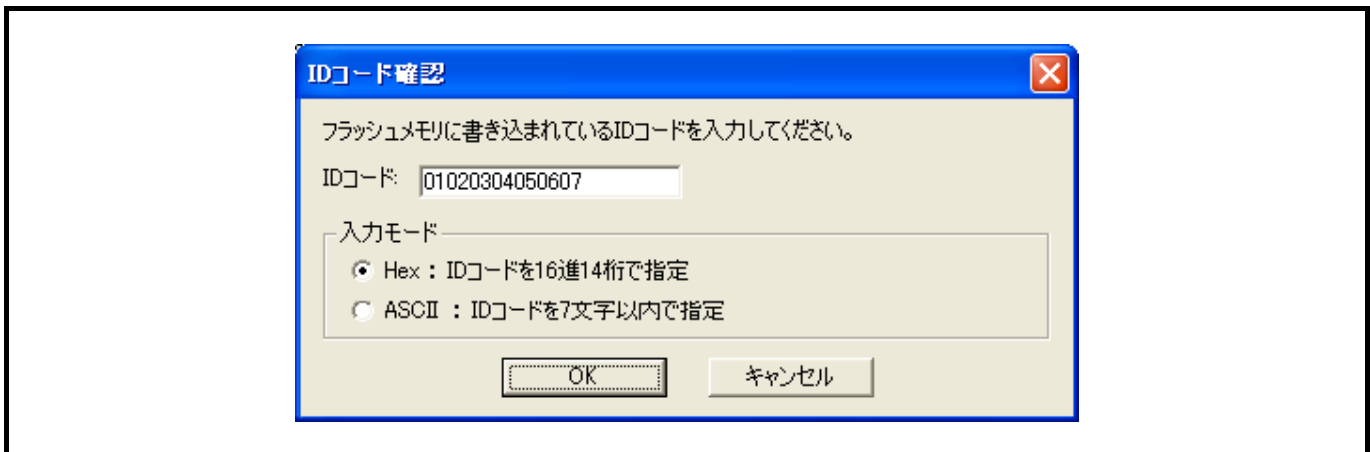 IDコード確認
フラッシュメモリに書き込まれているIDコードを入力してください。
IDコード: 01020304050607
入力モード
Hex : IDコードを16進14桁で指定
ASCII : IDコードを7文字以内で指定
OK キャンセル